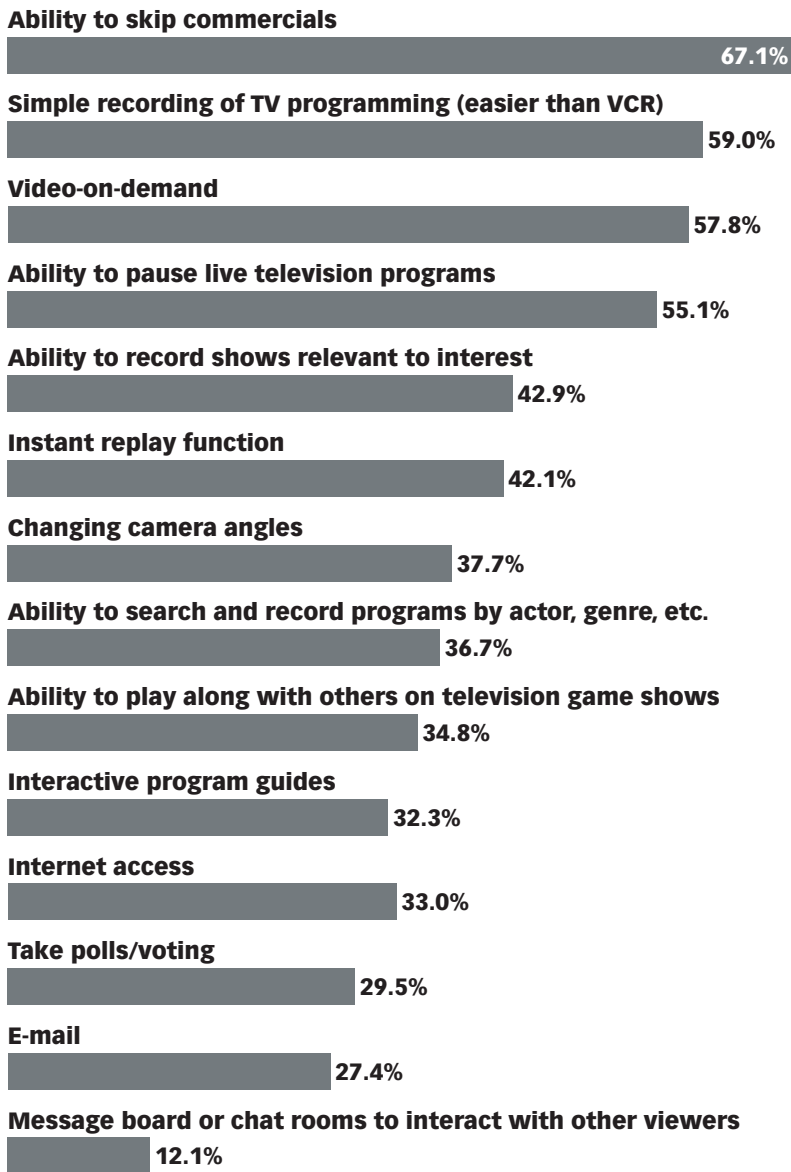 Ability to skip commercials
67.1%
Simple recording of TV programming (easier than VCR)
59.0%
Video-on-demand
57.8%
Ability to pause live television programs
55.1%
Ability to record shows relevant to interest
42.9%
Instant replay function
42.1%
Changing camera angles
37.7%
Ability to search and record programs by actor, genre, etc.
36.7%
Ability to play along with others on television game shows
34.8%
Interactive program guides
32.3%
Internet access
33.0%
Take polls/voting
29.5%
E-mail
27.4%
Message board or chat rooms to interact with other viewers
12.1%